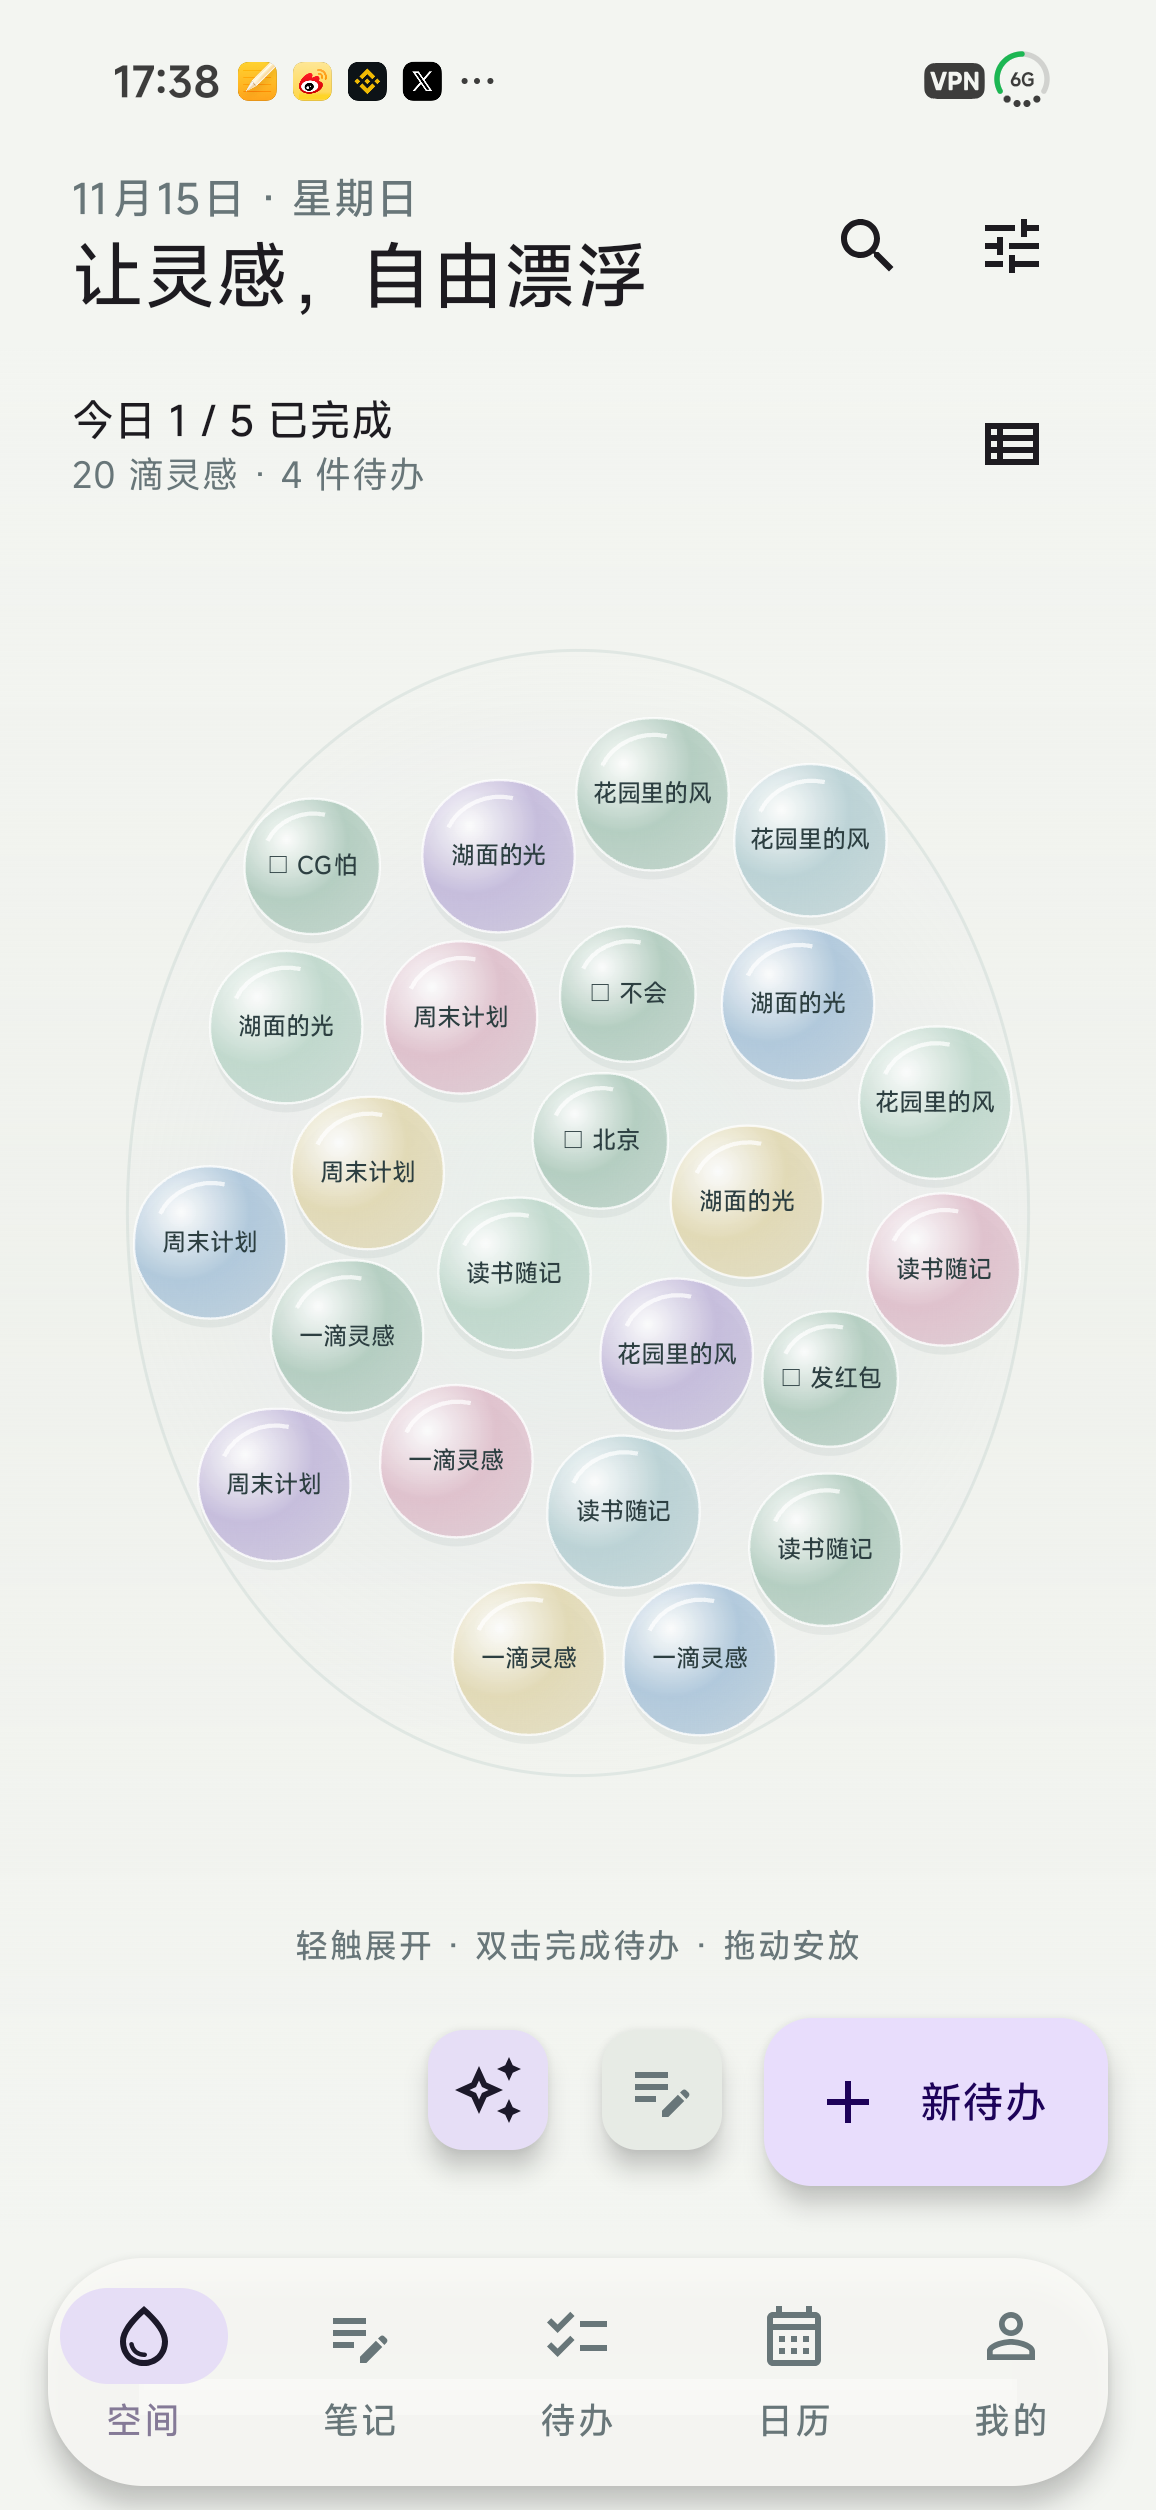 17:38
VPN
6G
11月15日 · 星期日
让灵感，自由漂浮
今日 1 / 5 已完成
20 滴灵感 · 4 件待办
花园里的风
花园里的风
湖面的光
□ CG怕
不会
湖面的光
周末计划
湖面的光
花园里的风
□ 北京
周末计划
湖面的光
周末计划
读书随记
读书随记
一滴灵感
花园里的风
□ 发红包
一滴灵感
周末计划
读书随记
读书随记
一滴灵感
一滴灵感
轻触展开 · 双击完成待办 · 拖动安放
新待办
空间
笔记
待办
日历
我的